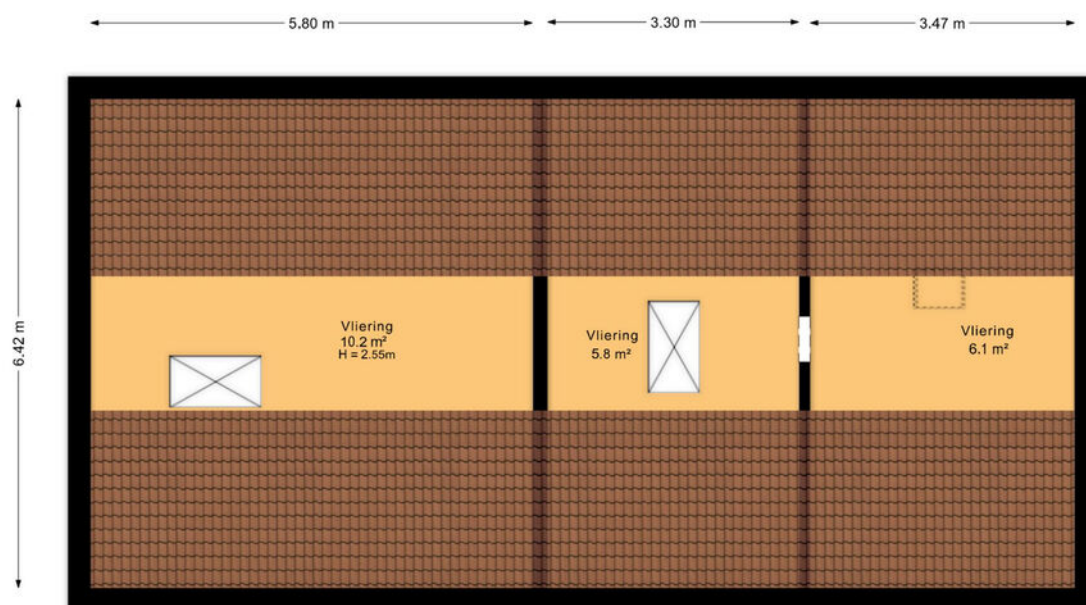 5.80 m
3.30 m
3.47 m
6.42 m
Vliering
10.2 m²
H = 2.55m
Vliering
5.8 m²
Vliering
6.1 m²